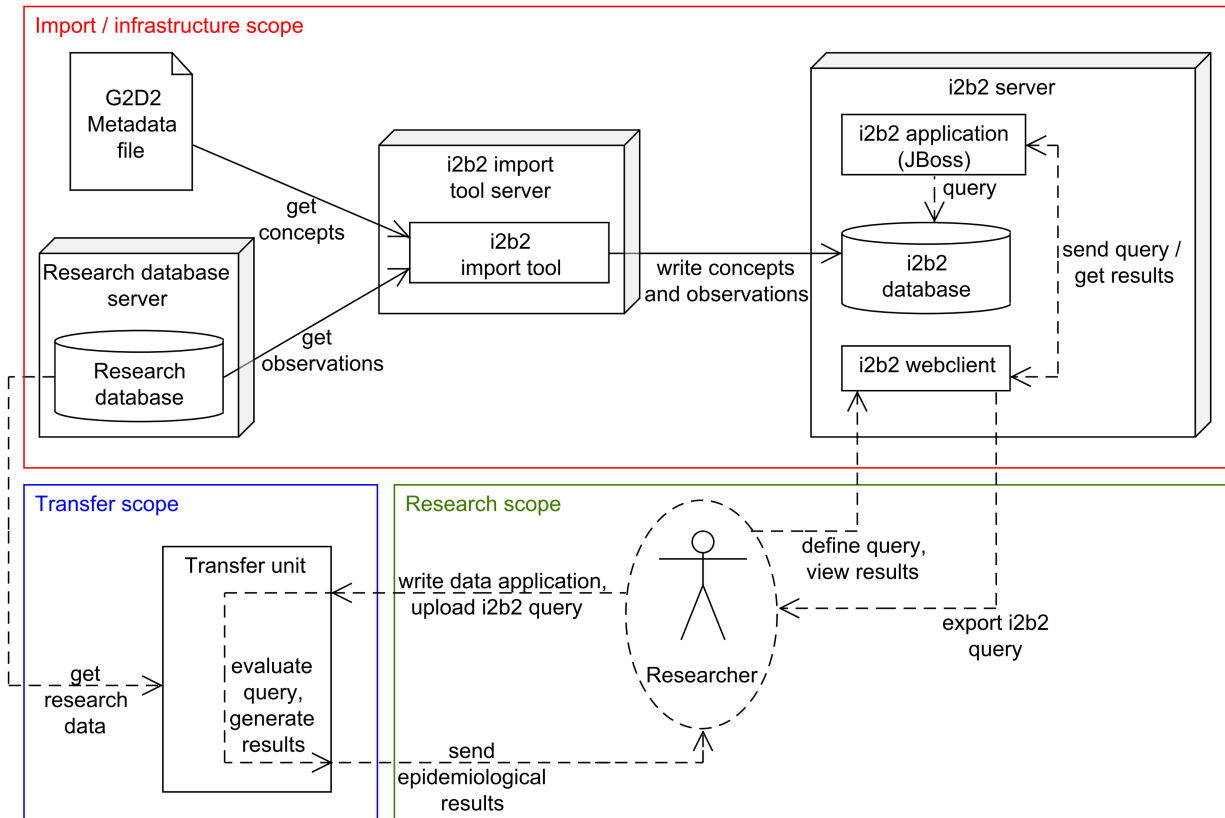 Import / infrastructure scope
G2D2
Metadata
file
get
concepts
Research database
server
Research
database
get
observations
i2b2 import
tool server
i2b2
import tool
write concepts
and observations
i2b2 server
i2b2 application
(JBoss)
query
i2b2
database
send query /
get results
i2b2 webclient
Transfer scope
Transfer unit
evaluate
query,
generate
results
get
research
data
Research scope
write data application,
upload i2b2 query
Researcher
define query,
view results
export i2b2
query
send
epidemiological
results